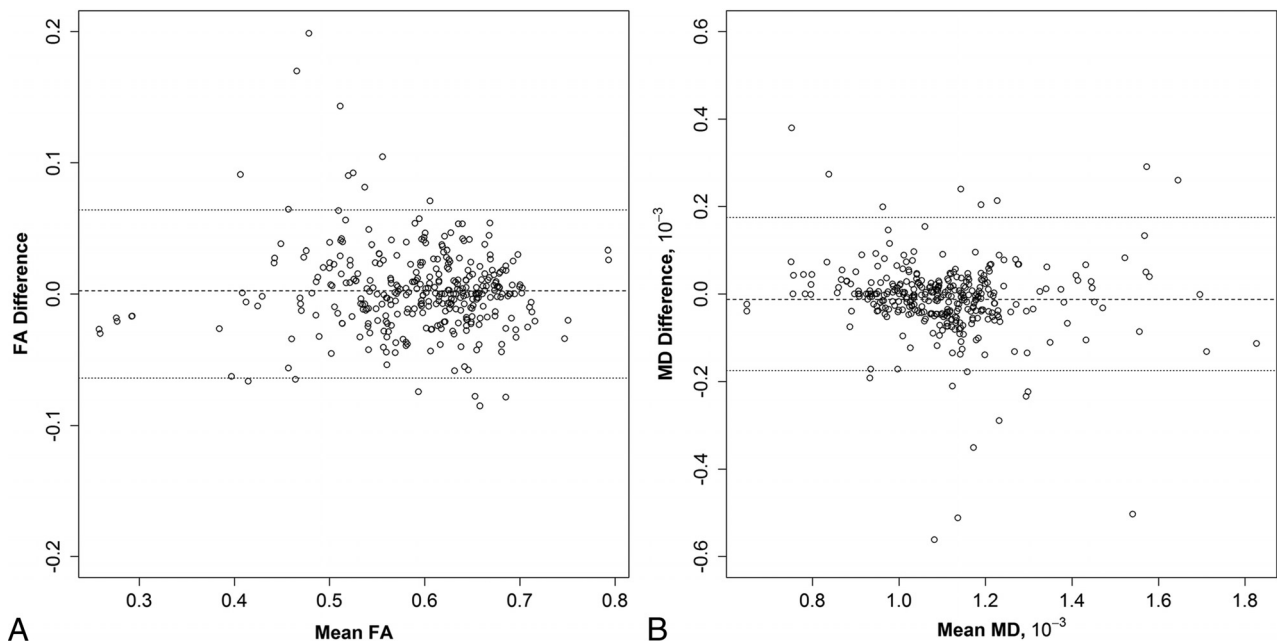 0.2
0.1
0.0
-0.1
-0.2
FA Difference
0.3 0.4 0.5 0.6 0.7 0.8
Mean FA
A
0.6
0.4
0.2
0.0
-0.2
-0.4
-0.6
MD Difference, 10⁻³
0.8 1.0 1.2 1.4 1.6 1.8
Mean MD, 10⁻³
B